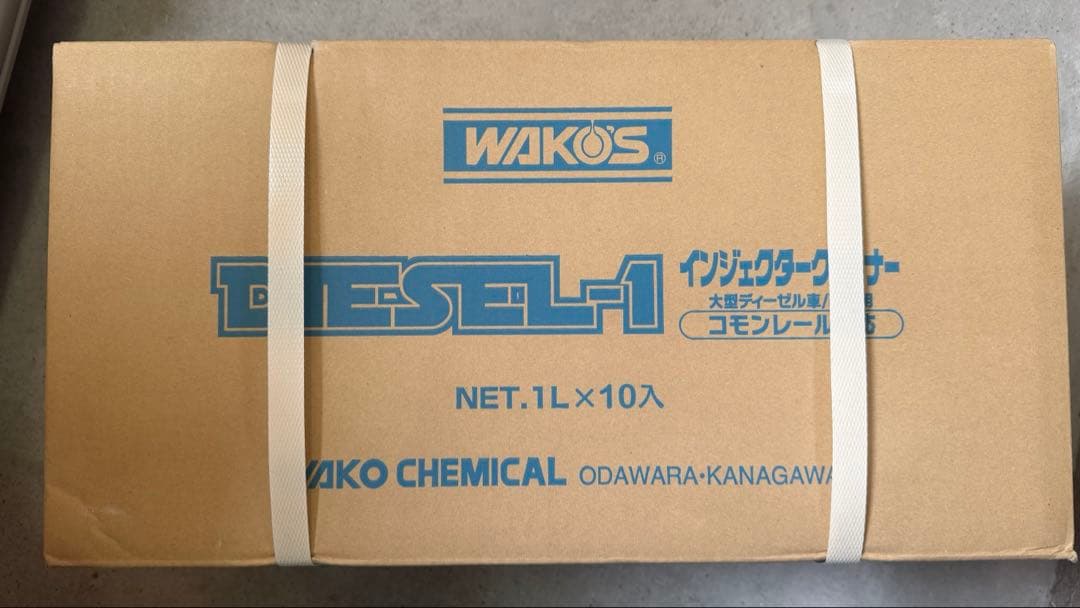 WAKO'S®
DIESEL-1
インジェクターク ナー
大型ディーゼル車/ 用
コモンレール
WAKO CHEMICAL ODAWARA・KANAGAWA
NET.1L×10入